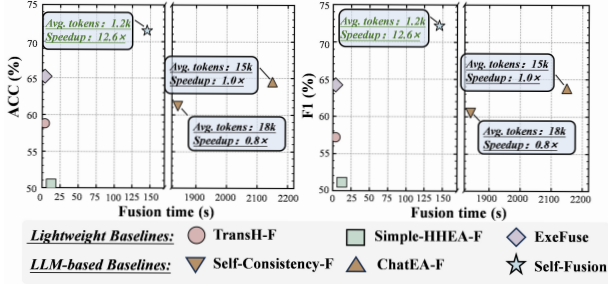 75
70
65
60
55
50
ACC (%)
Avg. tokens: 1.2k
Speedup: 12.6×
Avg. tokens: 15k
Speedup: 1.0×
Avg. tokens: 18k
Speedup: 0.8×
0 25 50 75 100 125 150 1900 2000 2100 2200
Fusion time (s)
75
70
65
60
55
50
F1 (%)
Avg. tokens: 1.2k
Speedup: 12.6×
Avg. tokens: 15k
Speedup: 1.0×
Avg. tokens: 18k
Speedup: 0.8×
0 25 50 75 100 125 150 1900 2000 2100 2200
Fusion time (s)
Lightweight Baselines: TransH-F Simple-HHEA-F ExeFuse
LLM-based Baselines: Self-Consistency-F ChatEA-F Self-Fusion